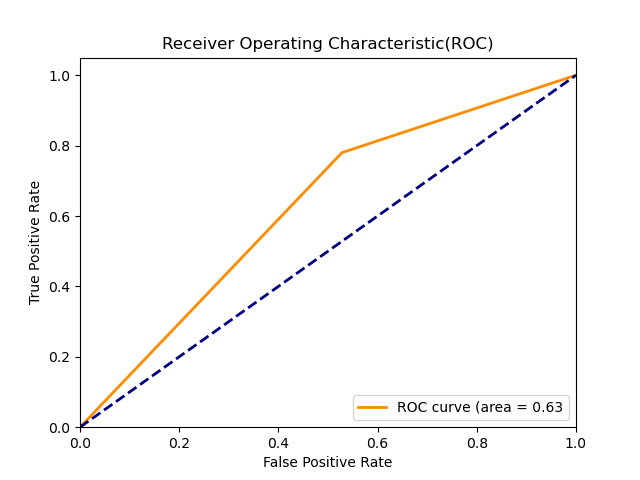 Receiver Operating Characteristic(ROC)
1.0
0.8
0.6
0.4
0.2
0.0
True Positive Rate
ROC curve (area = 0.63
0.0 0.2 0.4 0.6 0.8 1.0
False Positive Rate